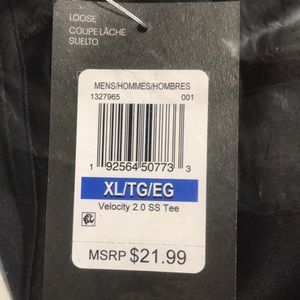 LOOSE
COUPE LÂCHE
SUELTO
MENS/HOMMES/HOMBRES
1327965 001
1 92564 50773 3
XL/TG/EG
Velocity 2.0 SS Tee
MSRP $21.99